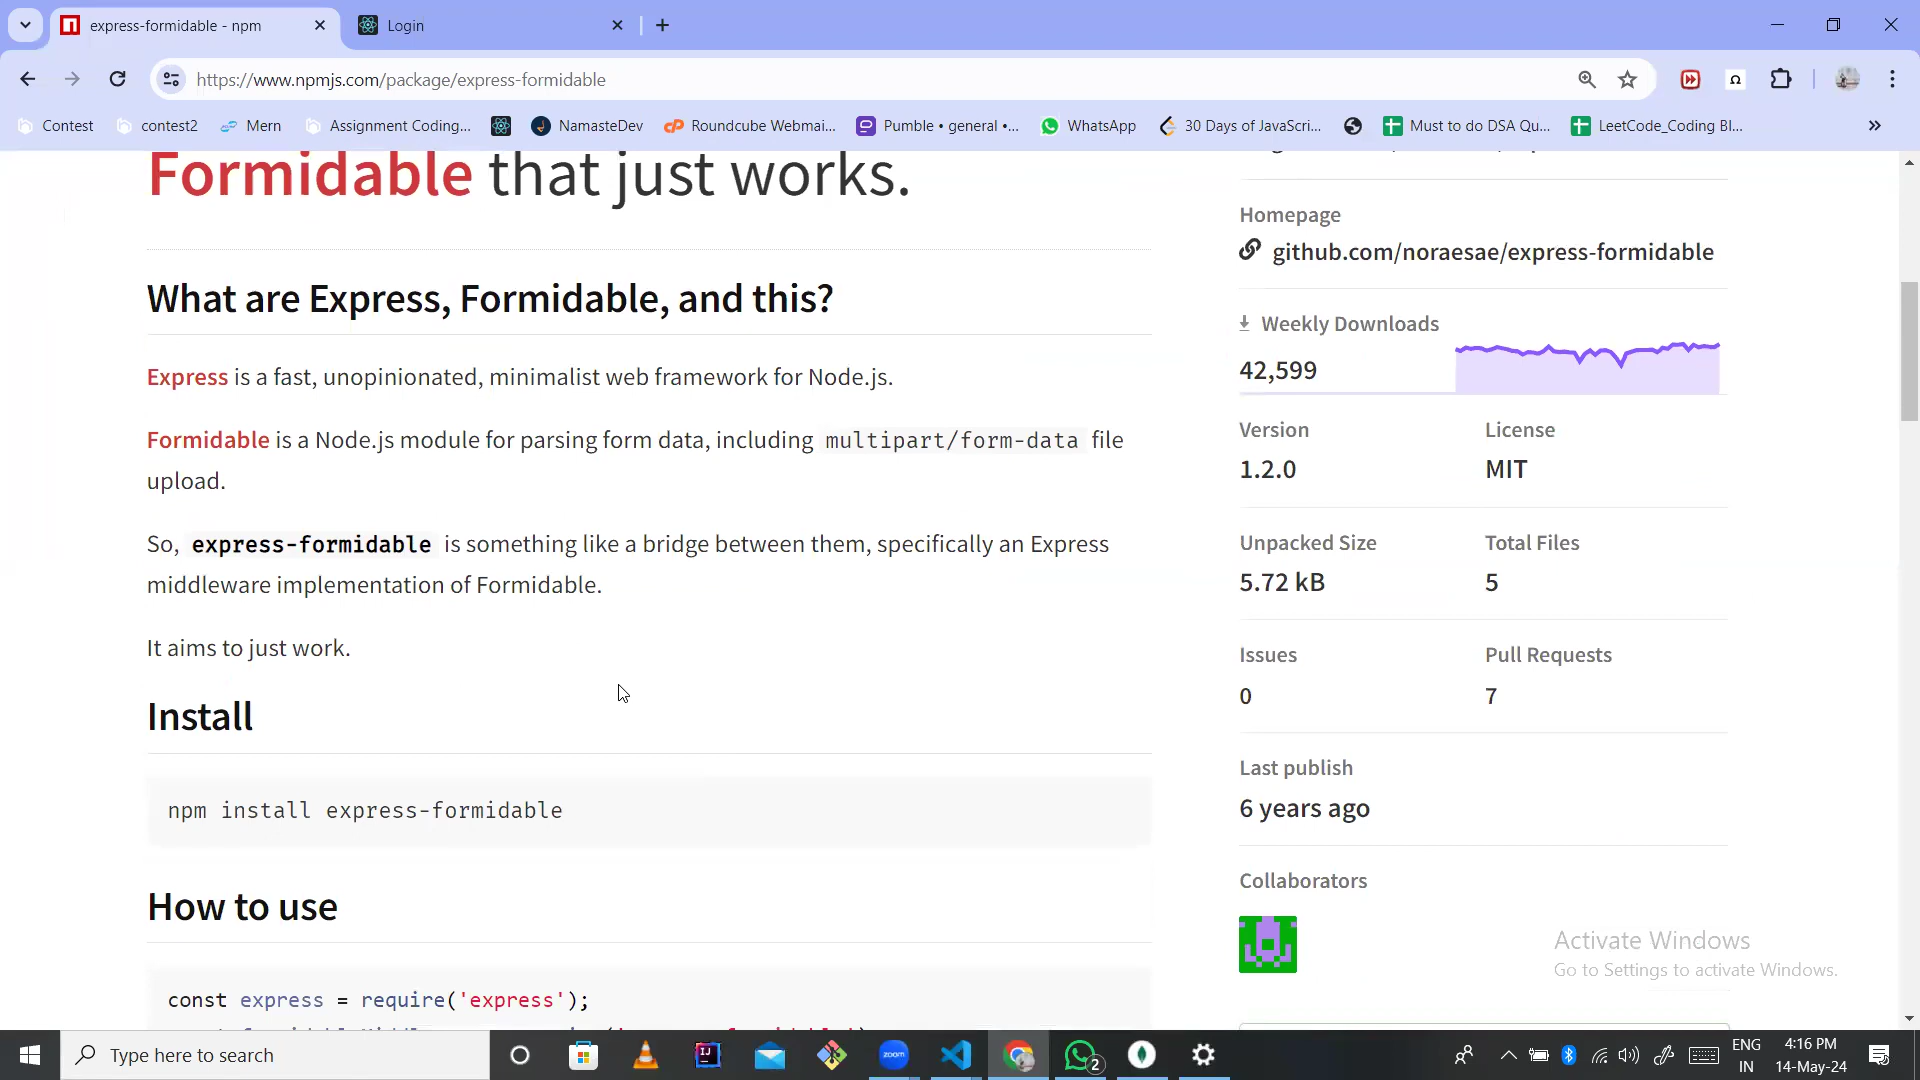 express-formidable - npm
Login
https://www.npmjs.com/package/express-formidable
Contest
contest2
Mern
Assignment Coding...
NamasteDev
Roundcube Webmai...
Pumble • general •...
WhatsApp
30 Days of JavaScri...
Must to do DSA Qu...
LeetCode_Coding Bl...
»
Formidable that just works.
What are Express, Formidable, and this?
Express is a fast, unopinionated, minimalist web framework for Node.js.
Formidable is a Node.js module for parsing form data, including multipart/form-data file
upload.
So, express-formidable is something like a bridge between them, specifically an Express
middleware implementation of Formidable.
It aims to just work.
Install
npm install express-formidable
How to use
const express = require('express');
Homepage
github.com/noraesae/express-formidable
Weekly Downloads
42,599
Version
License
1.2.0
MIT
Unpacked Size
Total Files
5.72 kB
5
Issues
Pull Requests
0
7
Last publish
6 years ago
Collaborators
Activate Windows
Go to Settings to activate Windows.
Type here to search
zoom
2
ENG
IN
4:16 PM
14-May-24